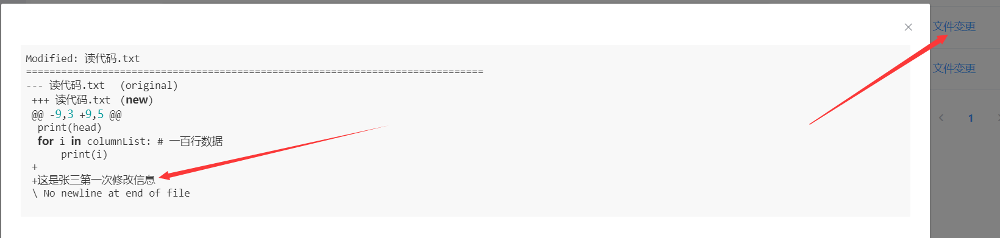 Modified: 读代码.txt
==============================================================================
--- 读代码.txt (original)
+++ 读代码.txt (new)
@@ -9,3 +9,5 @@
print(head)
for i in columnList: # 一百行数据
print(i)
+
+这是张三第一次修改信息
\ No newline at end of file
文件变更
文件变更
1